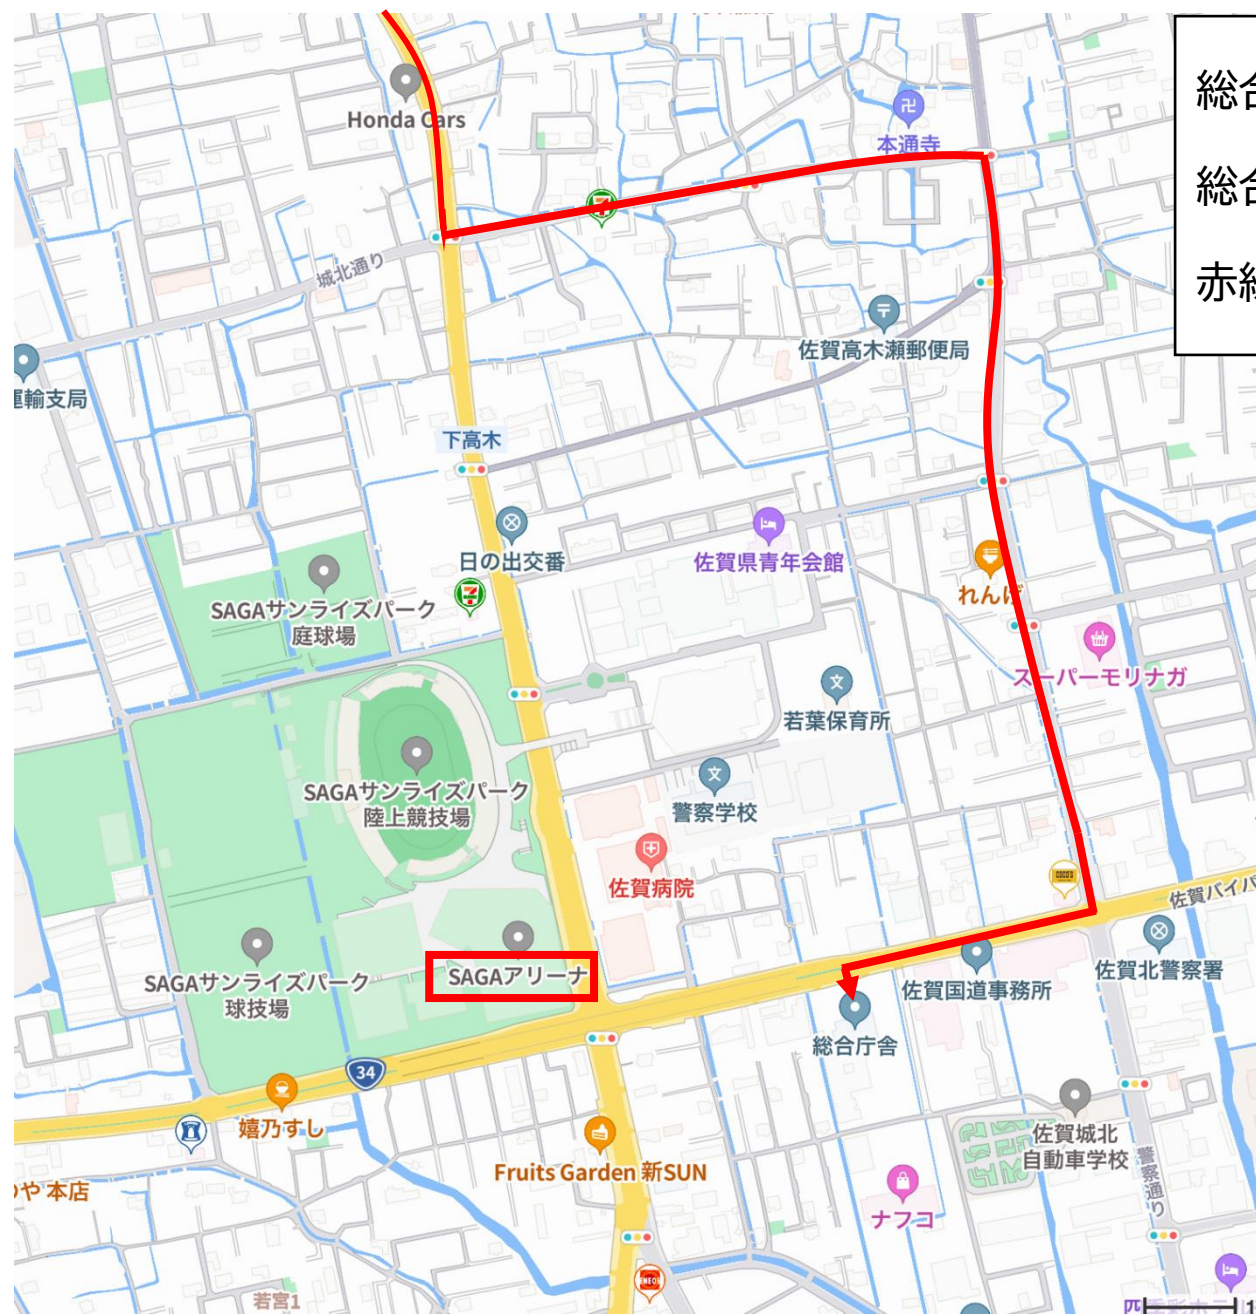 総合
総合
赤線
Honda Cars
本通寺
城北通り
佐賀高木瀬郵便局
運輸支局
下高木
日の出交番
佐賀県青年会館
れんげ
SAGAサンライズパーク
庭球場
スーパーモリナガ
若葉保育所
SAGAサンライズパーク
陸上競技場
警察学校
佐賀病院
佐賀バイパ
SAGAアリーナ
SAGAサンライズパーク
球技場
佐賀国道事務所
佐賀北警察署
総合庁舎
34
嬉乃すし
佐賀城北
自動車学校
警察通り
Fruits Garden 新SUN
や 本店
ナフコ
ENEOS
若宮1